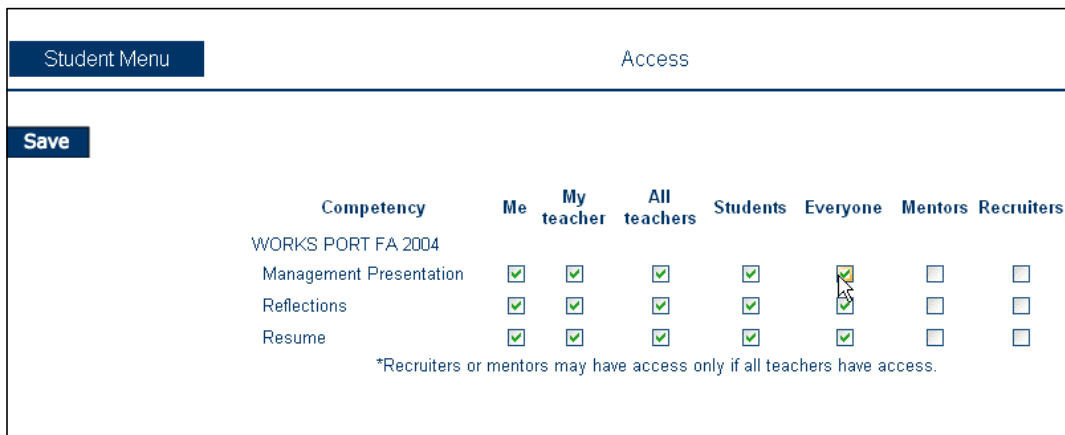 Student Menu
Access
Save
Competency Me My teacher All teachers Students Everyone Mentors Recruiters
WORKS PORT FA 2004
Management Presentation
Reflections
Resume
*Recruiters or mentors may have access only if all teachers have access.